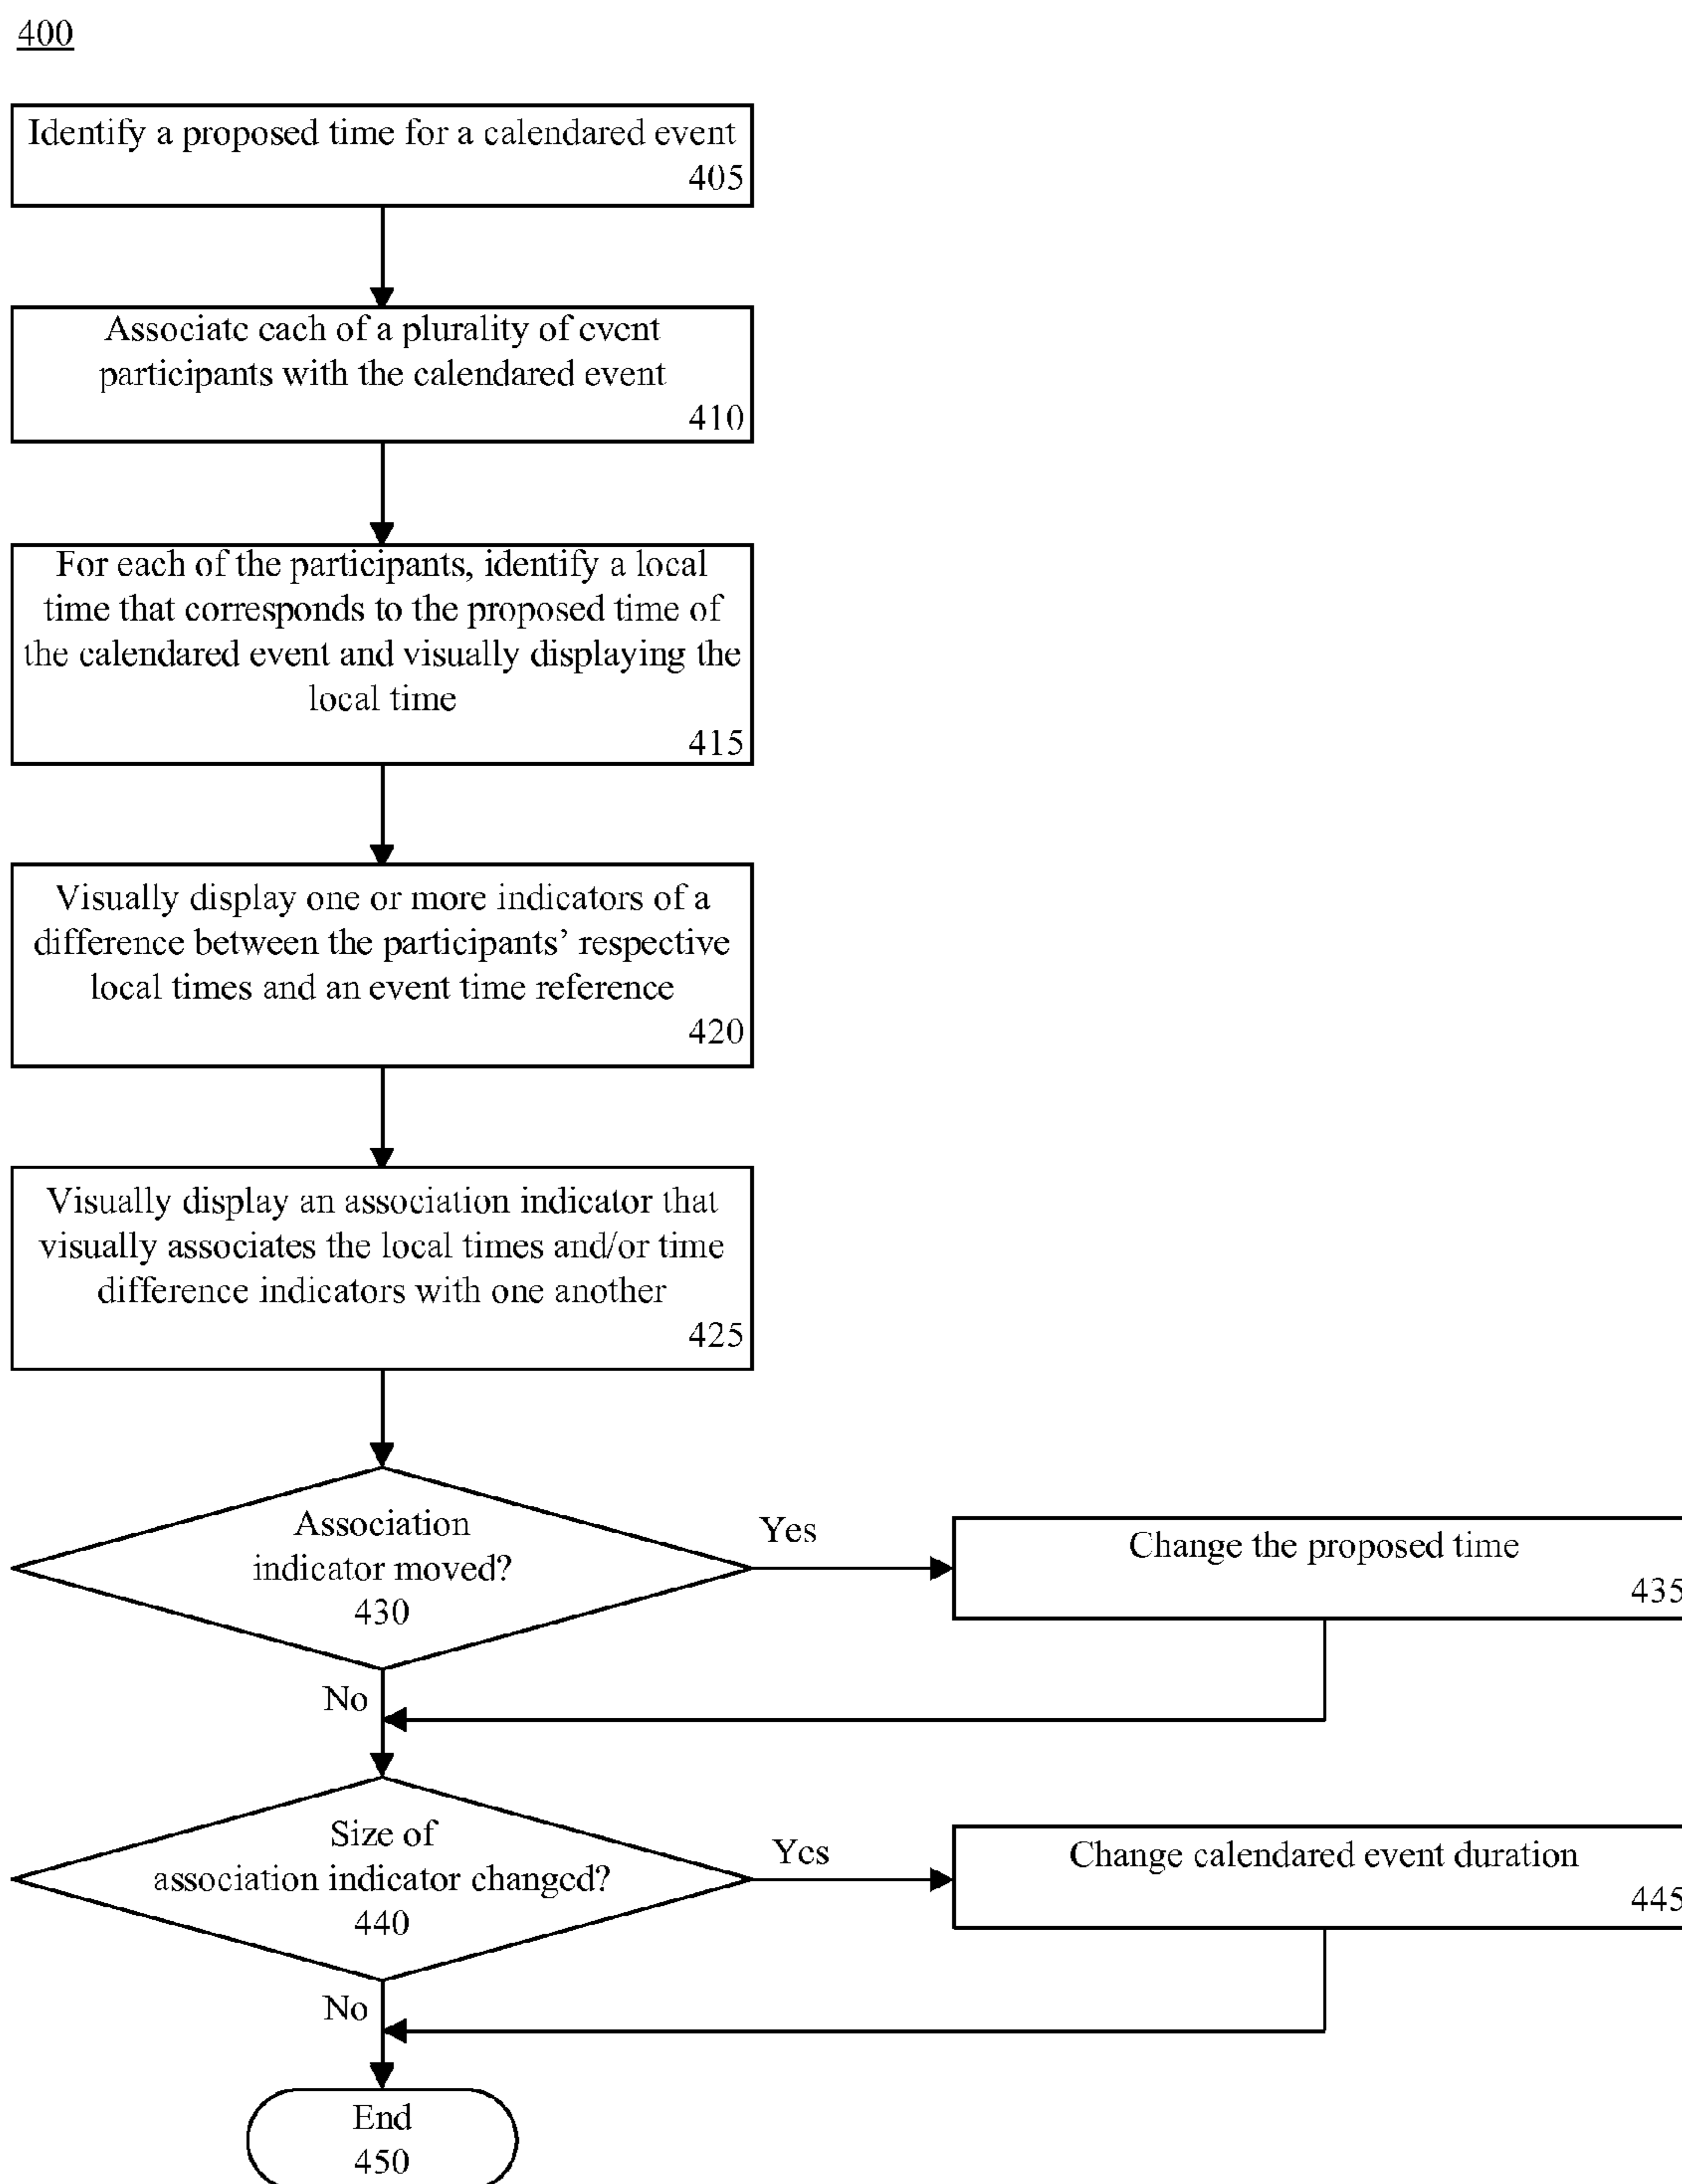 400
Identify a proposed time for a calendared event
405
Associate each of a plurality of event
participants with the calendared event
410
For each of the participants, identify a local
time that corresponds to the proposed time of
the calendared event and visually displaying the
local time
415
Visually display one or more indicators of a
difference between the participants' respective
local times and an event time reference
420
Visually display an association indicator that
visually associates the local times and/or time
difference indicators with one another
425
Association
indicator moved?
430
Yes
Change the proposed time
435
No
Size of
association indicator changed?
440
Yes
Change calendared event duration
445
No
End
450